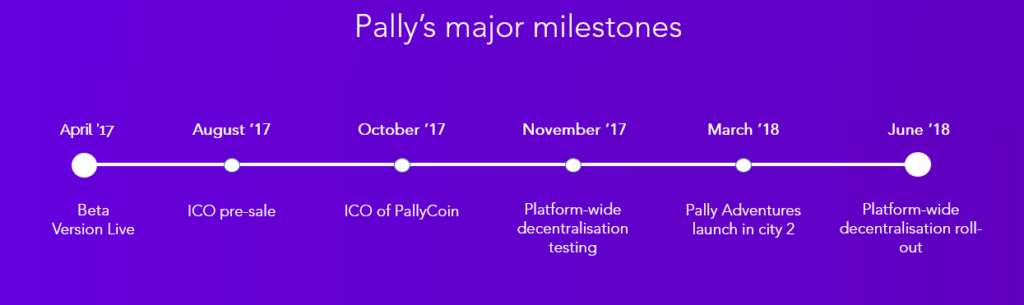 Pally’s major milestones
April '17
August ’17
October ’17
November ’17
March ’18
June ’18
Beta
Version Live
ICO pre-sale
ICO of PallyCoin
Platform-wide
decentralisation
testing
Pally Adventures
launch in city 2
Platform-wide
decentralisation roll-
out